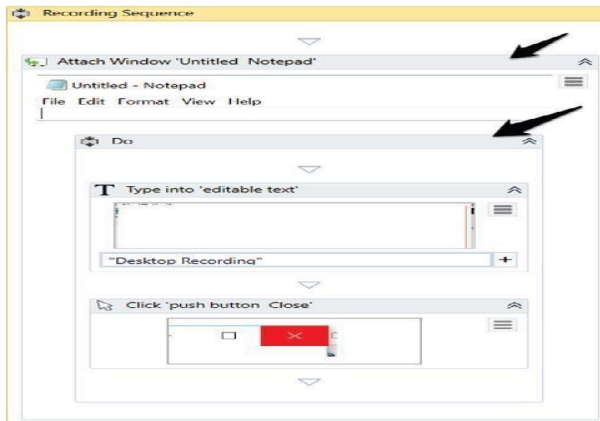 Recording Sequence
Attach Window 'Untitled Notepad'
Untitled - Notepad
File Edit Format View Help
Do
T Type into 'editable text'
"Desktop Recording"
Click 'push button Close'